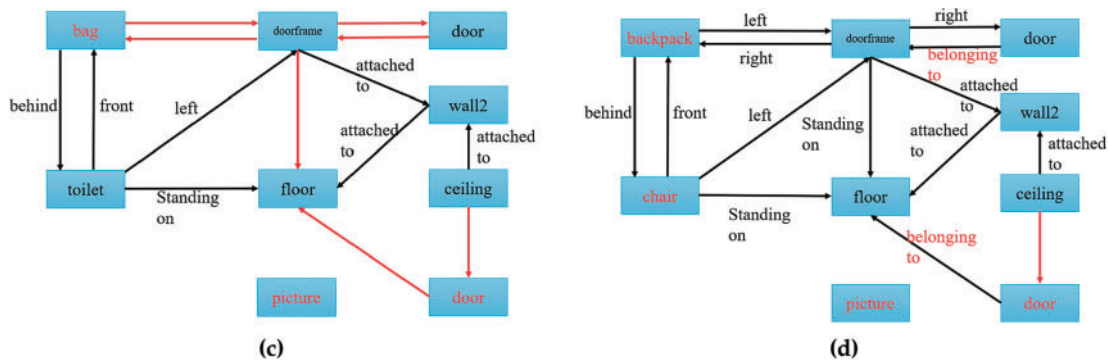 bag
doorframe
door
attached
to
behind
front
left
wall2
attached
to
attached
to
toilet
Standing
on
floor
ceiling
picture
door
(c)
left
right
backpack
doorframe
door
right
belonging
to
attached
to
behind
front
left
Standing
on
wall2
attached
to
attached
to
chair
Standing
on
floor
ceiling
belonging
to
picture
door
(d)